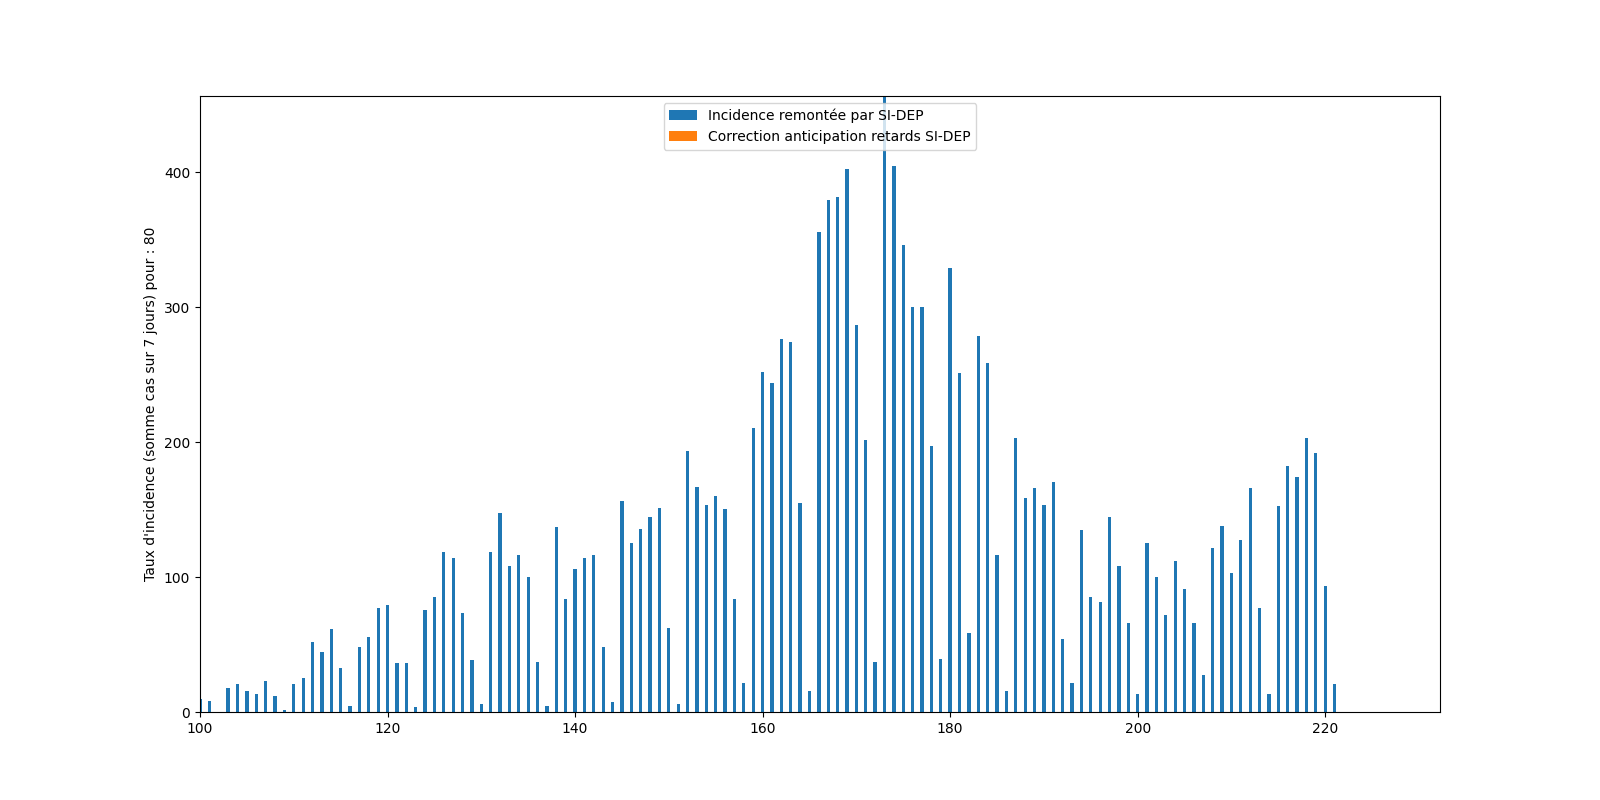 Incidence remontée par SI-DEP
Correction anticipation retards SI-DEP
Taux d'incidence (somme cas sur 7 jours) pour : 80
400
300
200
100
0
100 120 140 160 180 200 220